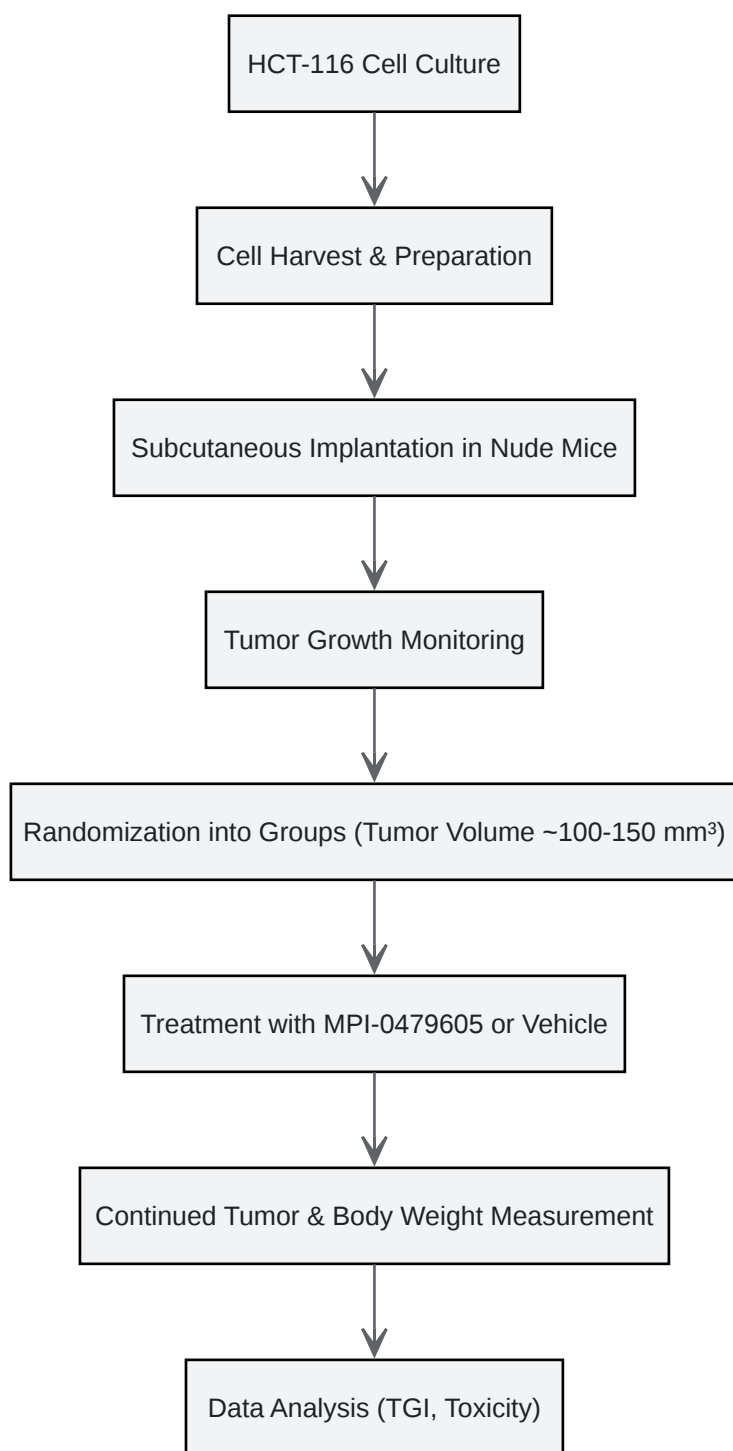 HCT-116 Cell Culture
Cell Harvest & Preparation
Subcutaneous Implantation in Nude Mice
Tumor Growth Monitoring
Randomization into Groups (Tumor Volume ~100-150 mm³)
Treatment with MPI-0479605 or Vehicle
Continued Tumor & Body Weight Measurement
Data Analysis (TGI, Toxicity)